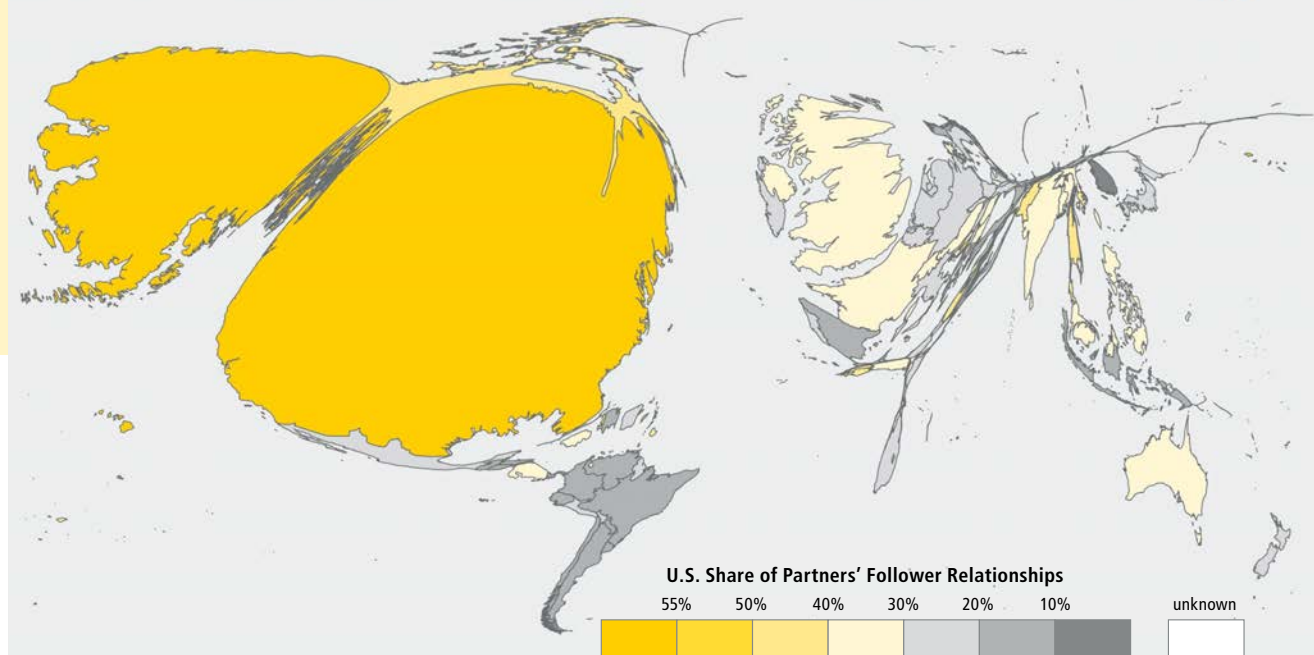 U.S. Share of Partners’ Follower Relationships
55% 50% 40% 30% 20% 10% unknown